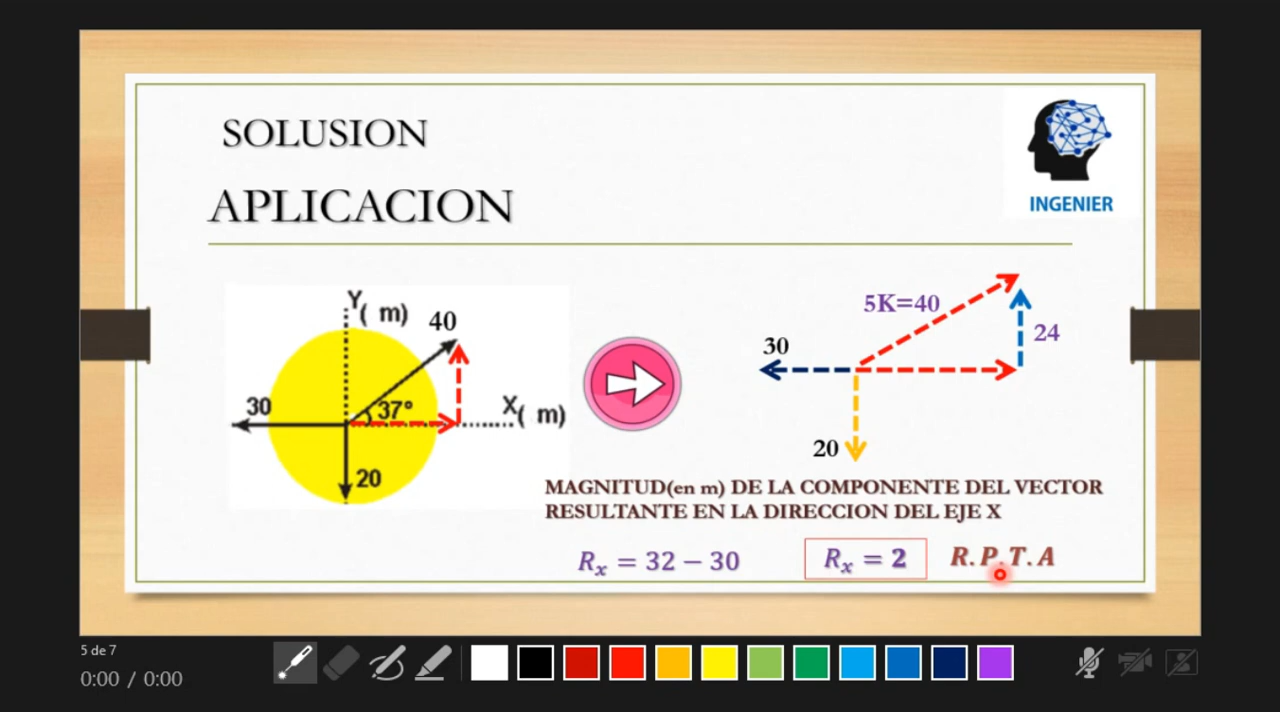 SOLUSION
APLICACION
INGENIER
Y( m)
40
30
37°
X( m)
20
5K=40
24
30
20
MAGNITUD(en m) DE LA COMPONENTE DEL VECTOR
RESULTANTE EN LA DIRECCION DEL EJE X
Rₓ = 32 − 30
Rₓ = 2
R.P.T.A
5 de 7
0:00 / 0:00